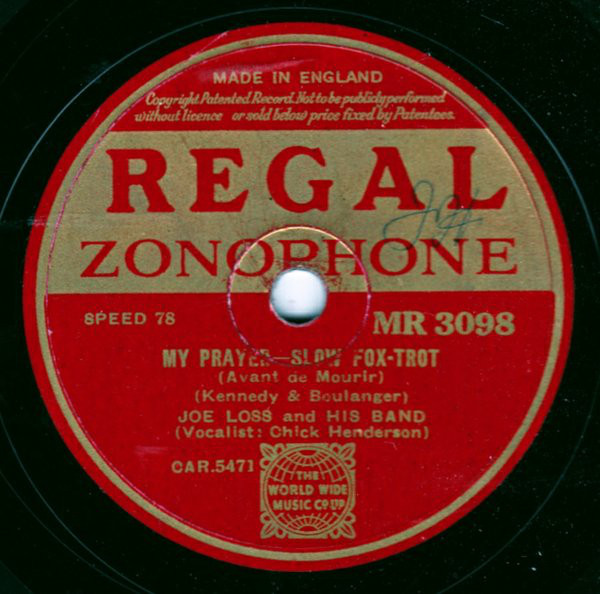 MADE IN ENGLAND
Copyright Patented Record. Not to be publicly performed
without licence or sold below price fixed by Patentees.
REGAL
ZONOPHONE
SPEED 78
MR 3098
MY PRAYER—SLOW FOX-TROT
(Avant de Mourir)
(Kennedy & Boulanger)
JOE LOSS and HIS BAND
(Vocalist: Chick Henderson)
CAR.5471
THE
WORLD WIDE
MUSIC CO LTD